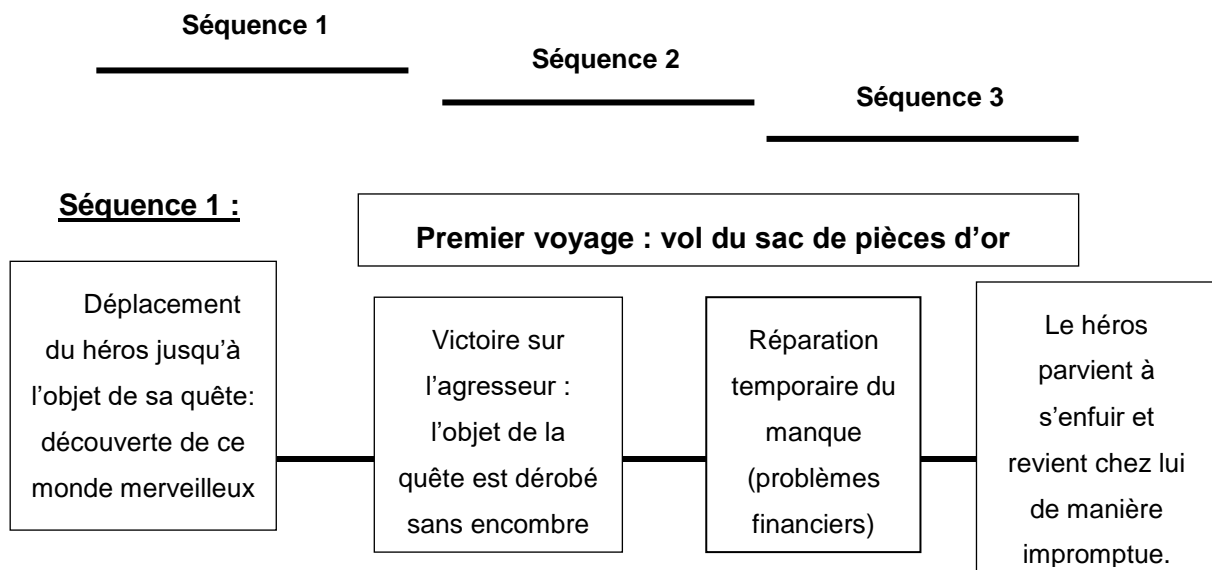 Séquence 1
Séquence 2
Séquence 3
Séquence 1 :
Premier voyage : vol du sac de pièces d’or
Déplacement
du héros jusqu’à
l’objet de sa quête:
découverte de ce
monde merveilleux
Victoire sur
l’agresseur :
l’objet de la
quête est dérobé
sans encombre
Réparation
temporaire du
manque
(problèmes
financiers)
Le héros
parvient à
s’enfuir et
revient chez lui
de manière
impromptue.